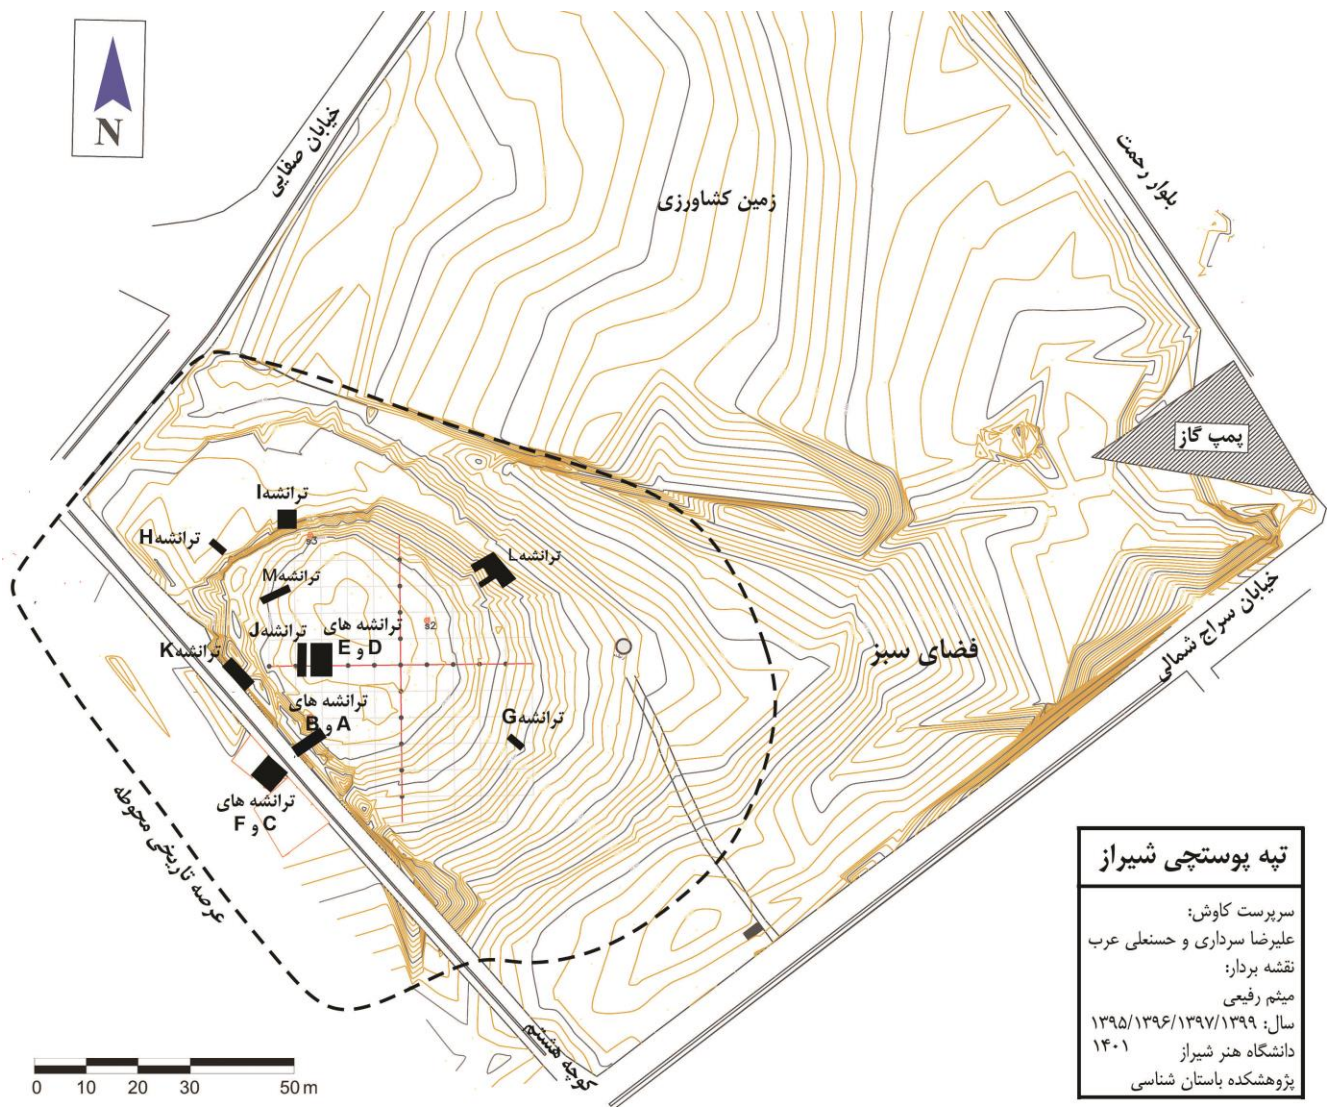 N
خیابان صفایی
بلوار رحمت
زمین کشاورزی
پمپ گاز
ترانشه I
ترانشه H
s3
ترانشه L
ترانشه M
s2
ترانشه J
ترانشه های
E و D
ترانشه K
فضای سبز
خیابان سراج شمالی
ترانشه های
B و A
ترانشه G
ترانشه های
F و C
عرصه تاریخی محوطه
کوچه هشتم
تپه پوستچی شیراز
سرپرست کاوش:
علیرضا سرداری و حسنعلی عرب
نقشه بردار:
میثم رفیعی
سال: ۱۳۹۵/۱۳۹۶/۱۳۹۷/۱۳۹۹
۱۴۰۱
دانشگاه هنر شیراز
پژوهشکده باستان شناسی
0 10 20 30 50 m